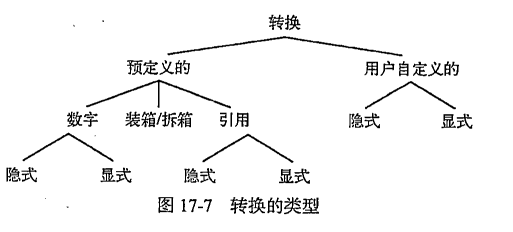 转换
预定义的 用户自定义的
数字 装箱/拆箱 引用 隐式 显式
隐式 显式 隐式 显式
图 17-7 转换的类型